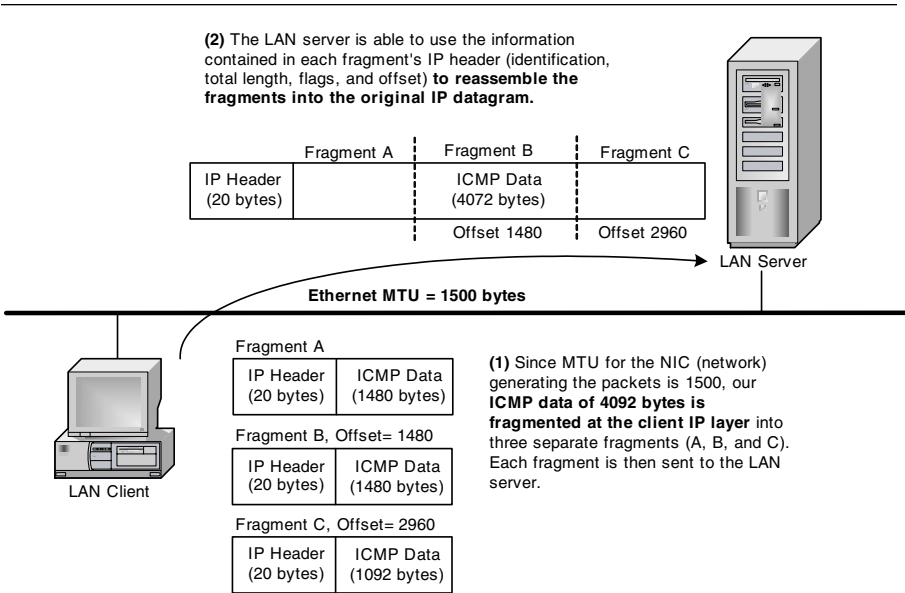 (2) The LAN server is able to use the information
contained in each fragment's IP header (identification,
total length, flags, and offset) to reassemble the
fragments into the original IP datagram.
Fragment A
Fragment B
Fragment C
IP Header
(20 bytes)
ICMP Data
(4072 bytes)
Offset 1480
Offset 2960
LAN Server
Ethernet MTU = 1500 bytes
Fragment A
IP Header
(20 bytes)
ICMP Data
(1480 bytes)
Fragment B, Offset= 1480
IP Header
(20 bytes)
ICMP Data
(1480 bytes)
Fragment C, Offset= 2960
IP Header
(20 bytes)
ICMP Data
(1092 bytes)
(1) Since MTU for the NIC (network)
generating the packets is 1500, our
ICMP data of 4092 bytes is
fragmented at the client IP layer into
three separate fragments (A, B, and C).
Each fragment is then sent to the LAN
server.
LAN Client